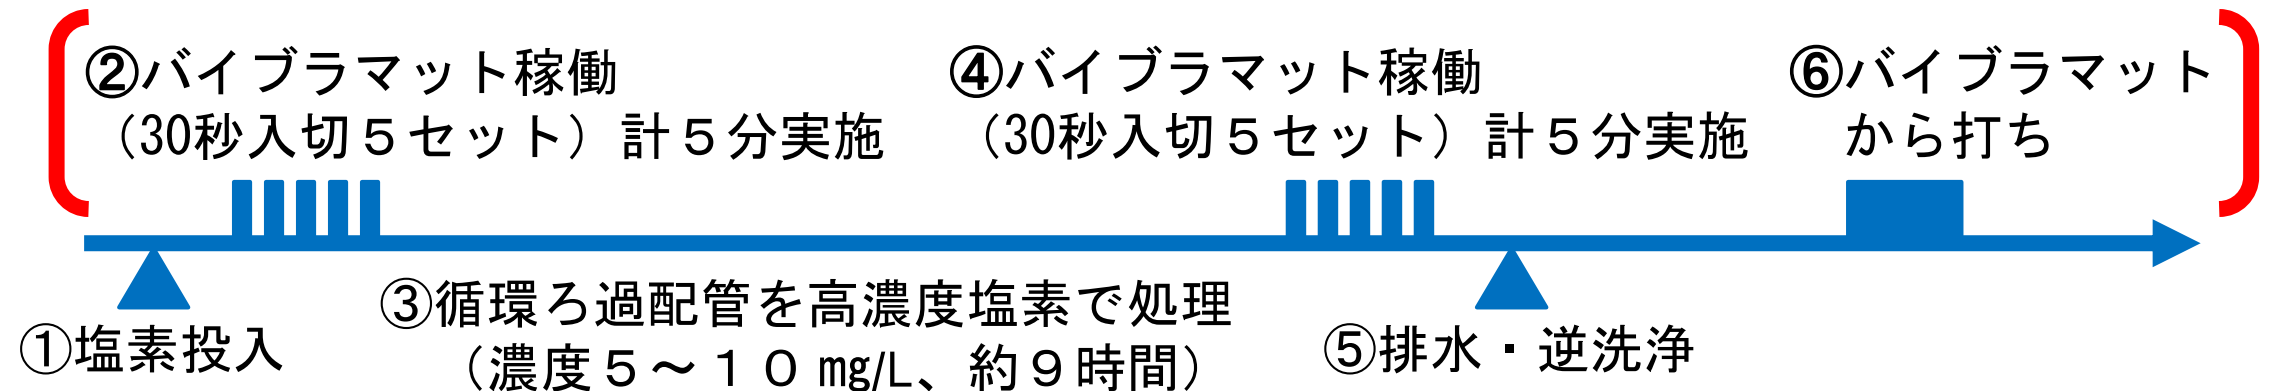 ②バイブラマット稼働
（30秒入切５セット）計５分実施
④バイブラマット稼働
（30秒入切５セット）計５分実施
⑥バイブラマット
から打ち
①塩素投入
③循環ろ過配管を高濃度塩素で処理
（濃度５～１０mg/L、約９時間）
⑤排水・逆洗浄